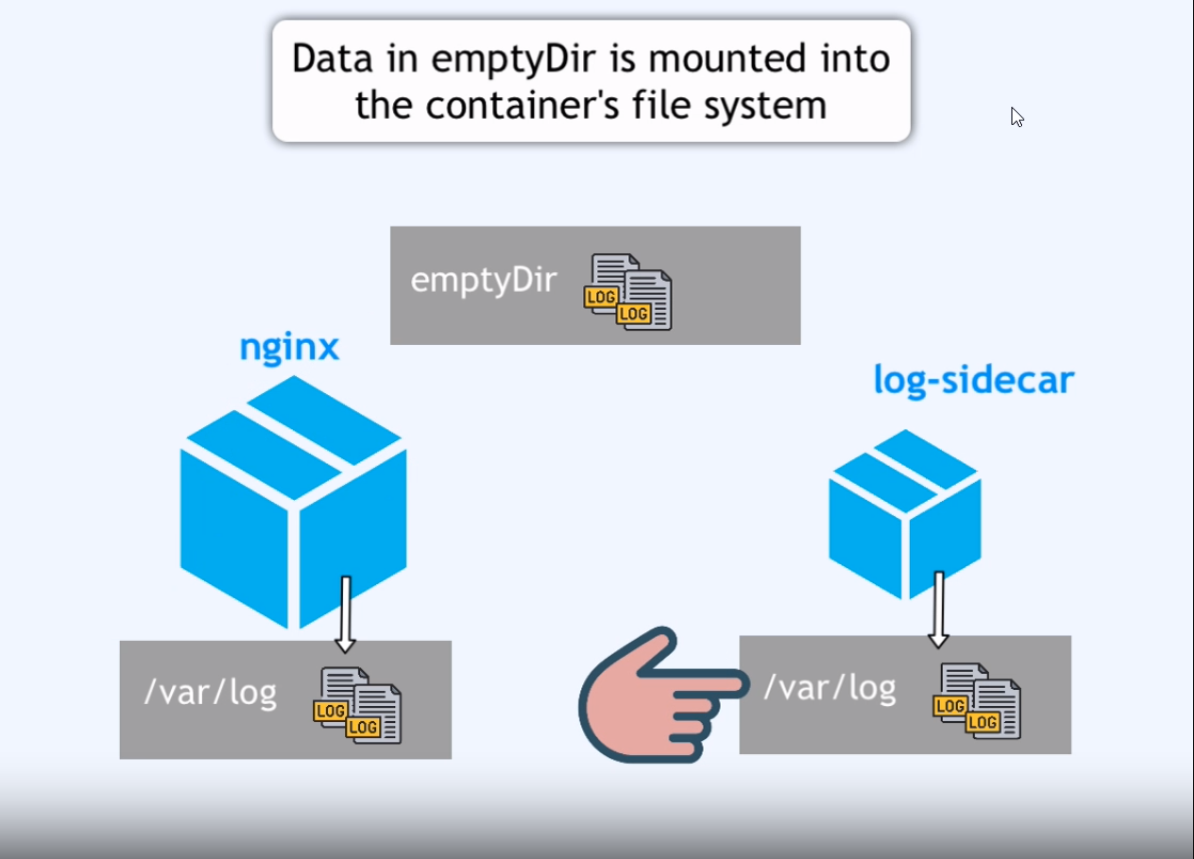 Data in emptyDir is mounted into
the container's file system
emptyDir
LOG
LOG
nginx
log-sidecar
/var/log
LOG
LOG
/var/log
LOG
LOG